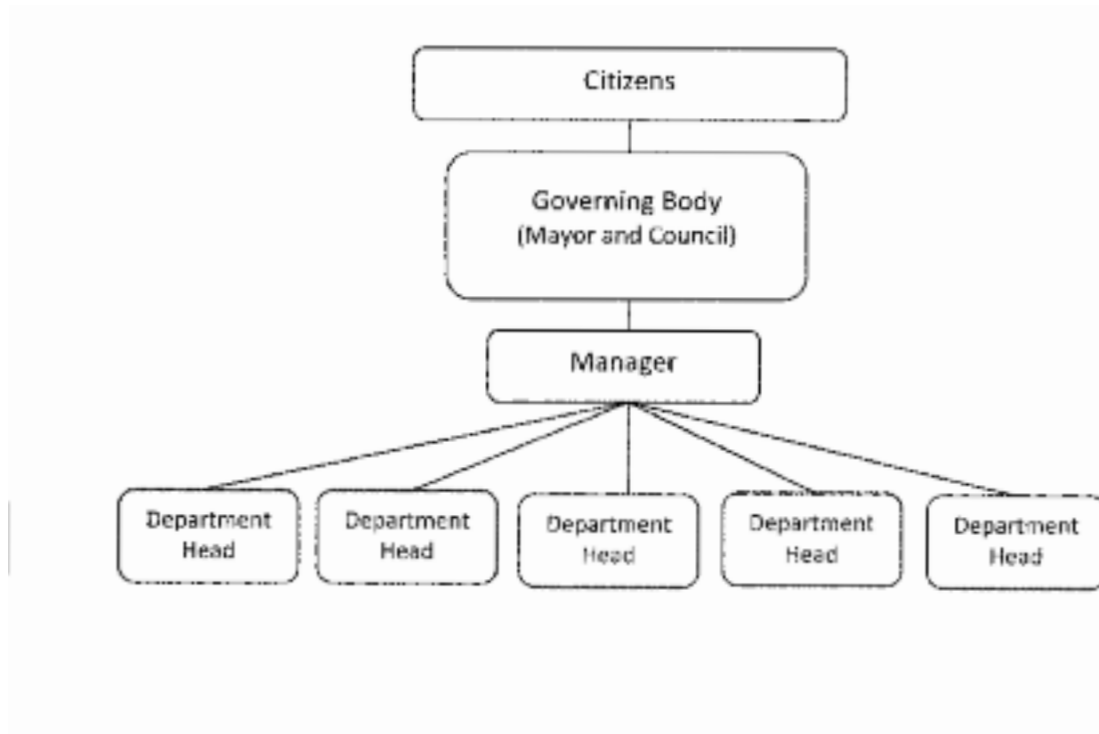 Citizens
Governing Body
(Mayor and Council)
Manager
Department
Head
Department
Head
Department
Head
Department
Head
Department
Head